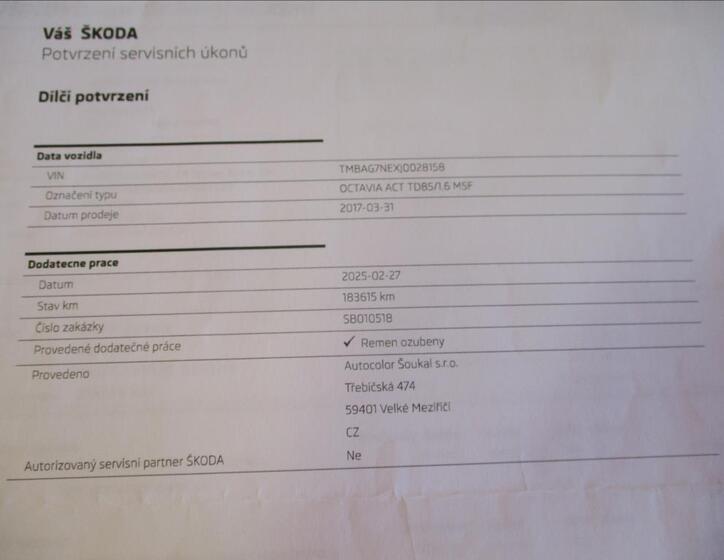 Váš ŠKODA
Potvrzení servisních úkonů
Dílčí potvrzení
Data vozidla
VIN TMBAG7NEXJ0028158
Označení typu OCTAVIA ACT TD85/1.6 M5F
Datum prodeje 2017-03-31
Dodatecne prace
Datum 2025-02-27
Stav km 183615 km
Číslo zakázky SB010518
Provedené dodatečné práce ✓ Remen ozubeny
Provedeno Autocolor Šoukal s.r.o.
Třebíčská 474
59401 Velké Meziříčí
CZ
Autorizovaný servisní partner ŠKODA Ne